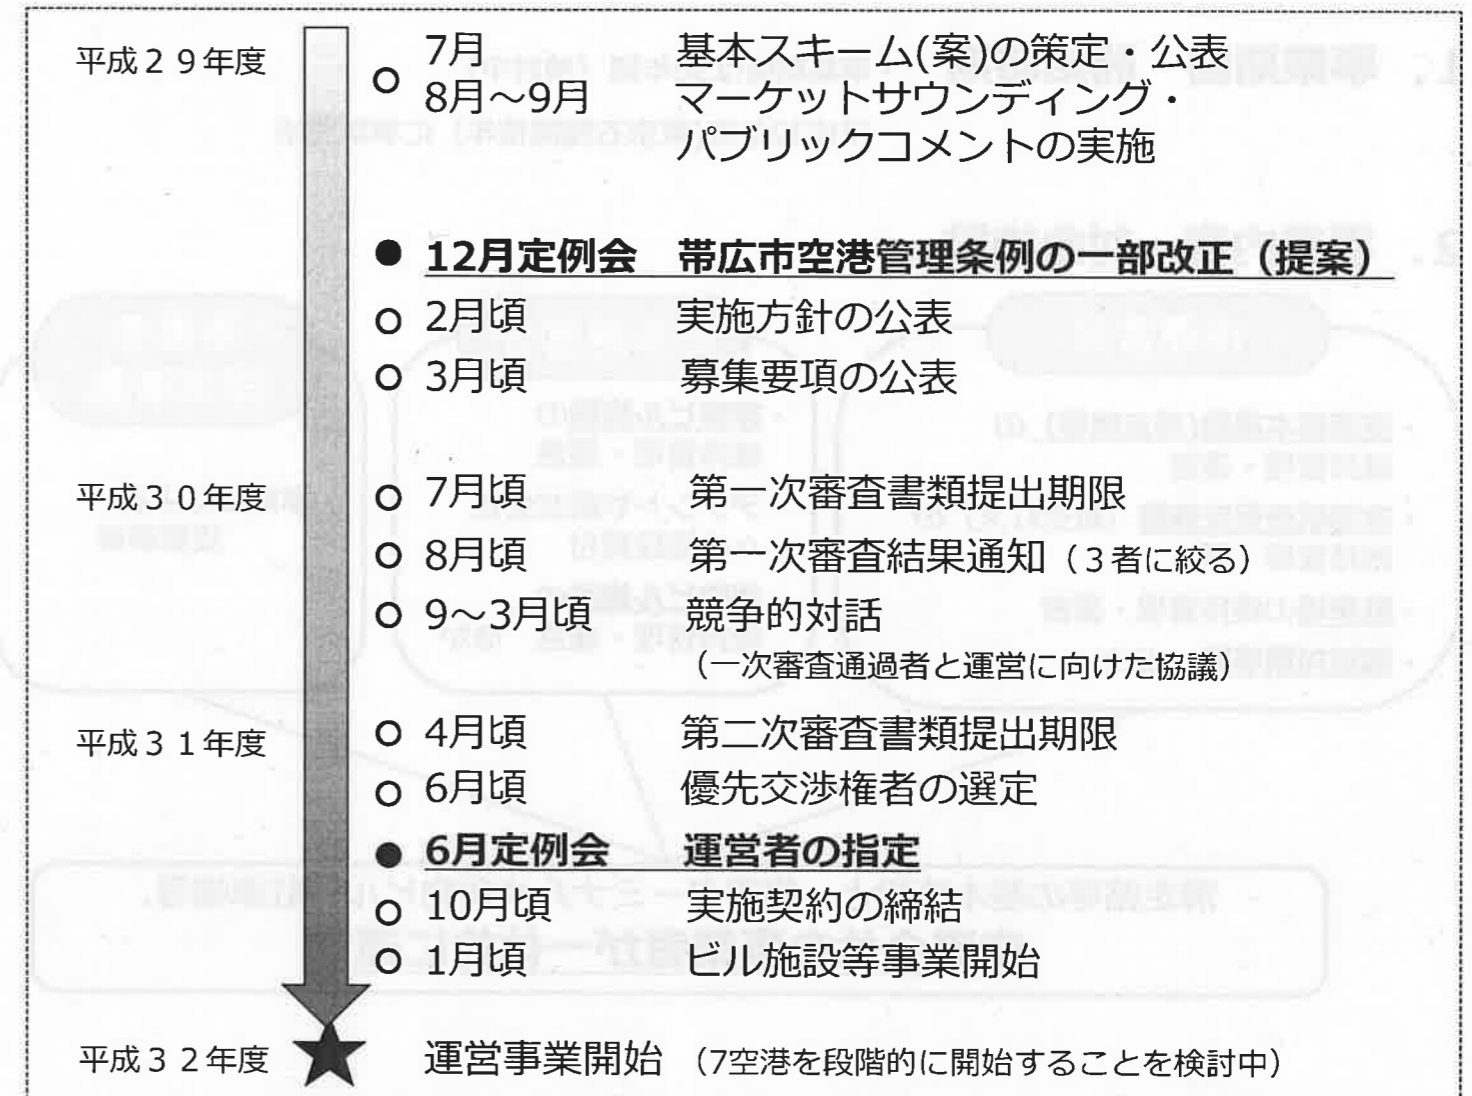 平成２９年度
7月 基本スキーム(案)の策定・公表
8月～9月 マーケットサウンディング・
パブリックコメントの実施
12月定例会 帯広市空港管理条例の一部改正（提案）
2月頃 実施方針の公表
3月頃 募集要項の公表
平成３０年度
7月頃 第一次審査書類提出期限
8月頃 第一次審査結果通知（３者に絞る）
9～3月頃 競争的対話
（一次審査通過者と運営に向けた協議）
平成３１年度
4月頃 第二次審査書類提出期限
6月頃 優先交渉権者の選定
6月定例会 運営者の指定
10月頃 実施契約の締結
1月頃 ビル施設等事業開始
平成３２年度
運営事業開始（7空港を段階的に開始することを検討中）